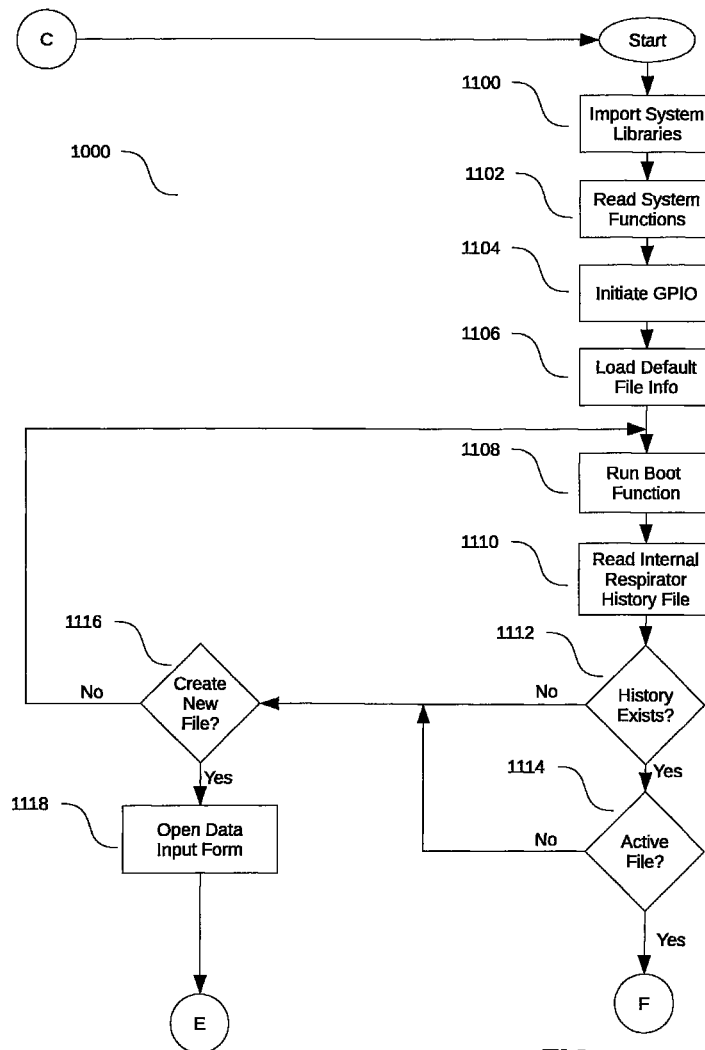 C
Start
1100
Import System
Libraries
1000
1102
Read System
Functions
1104
Initiate GPIO
1106
Load Default
File Info
1108
Run Boot
Function
1110
Read Internal
Respirator
History File
1116
1112
Create
New
File?
No
No
History
Exists?
Yes
Yes
1114
1118
Open Data
Input Form
No
Active
File?
Yes
E
F